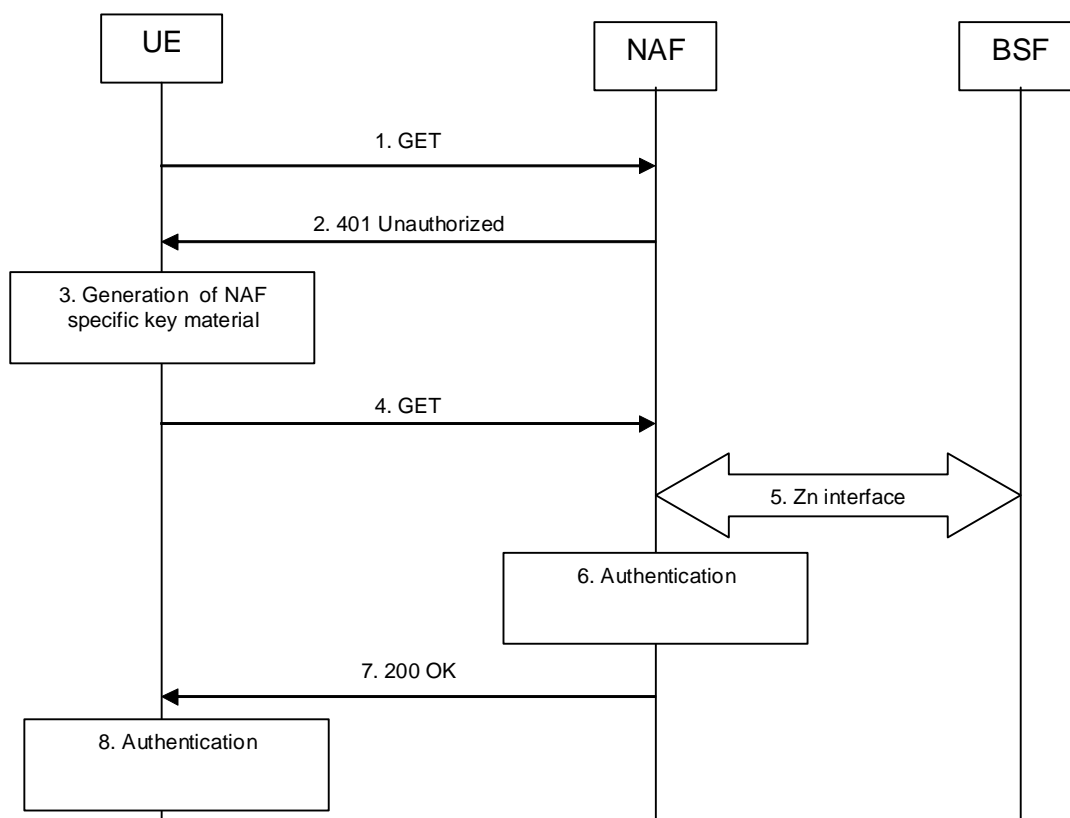 UE
NAF
BSF
1. GET
2. 401 Unauthorized
3. Generation of NAF
specific key material
4. GET
5. Zn interface
6. Authentication
7. 200 OK
8. Authentication